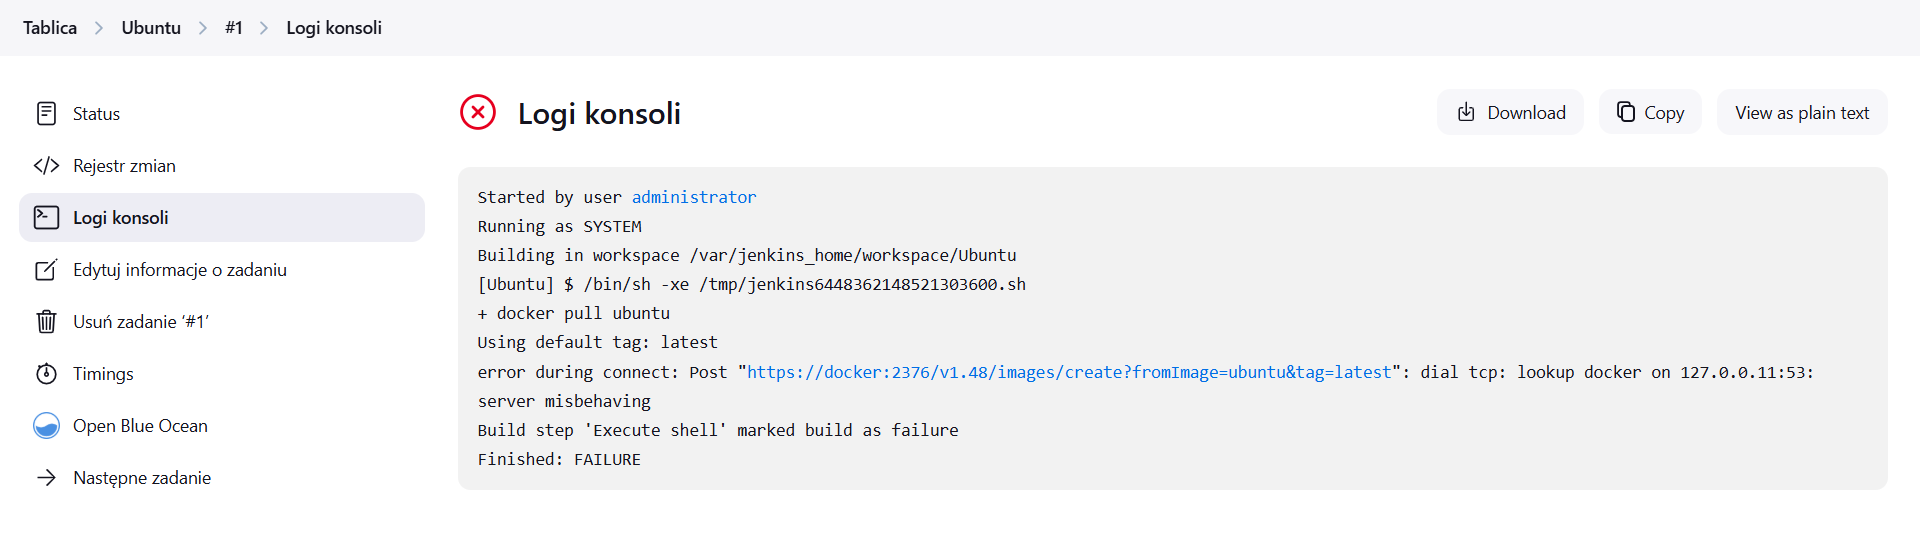 Tablica > Ubuntu > #1 > Logi konsoli
Status
Rejestr zmian
Logi konsoli
Edytuj informacje o zadaniu
Usuń zadanie ‘#1’
Timings
Open Blue Ocean
Następne zadanie
Logi konsoli
Download
Copy
View as plain text
Started by user administrator
Running as SYSTEM
Building in workspace /var/jenkins_home/workspace/Ubuntu
[Ubuntu] $ /bin/sh -xe /tmp/jenkins6448362148521303600.sh
+ docker pull ubuntu
Using default tag: latest
error during connect: Post "https://docker:2376/v1.48/images/create?fromImage=ubuntu&tag=latest": dial tcp: lookup docker on 127.0.0.11:53:
server misbehaving
Build step 'Execute shell' marked build as failure
Finished: FAILURE